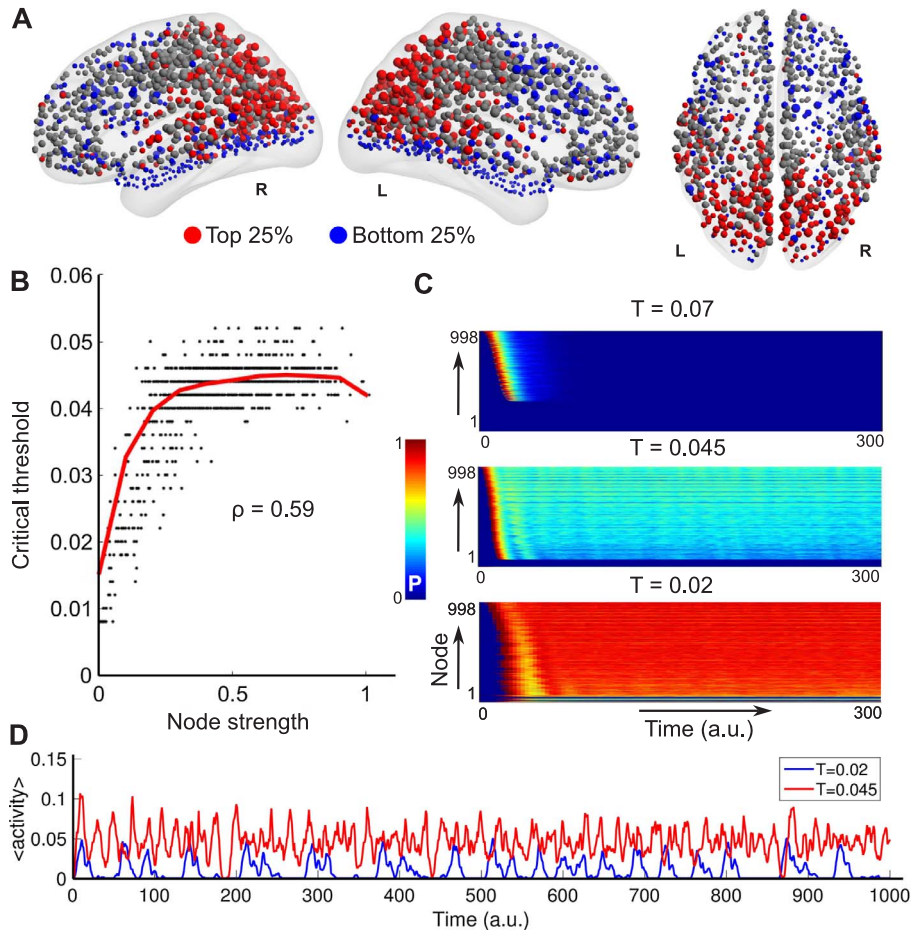 A
R
L
L
R
Top 25%
Bottom 25%
B
0.06
0.05
0.04
0.03
0.02
0.01
0
Critical threshold
ρ = 0.59
0
0.5
1
Node strength
1
P
0
C
T = 0.07
998
1
0
300
T = 0.045
998
1
0
300
T = 0.02
998
Node
1
0
300
Time (a.u.)
D
0.15
0.1
0.05
0
<activity>
T=0.02
T=0.045
0 100 200 300 400 500 600 700 800 900 1000
Time (a.u.)